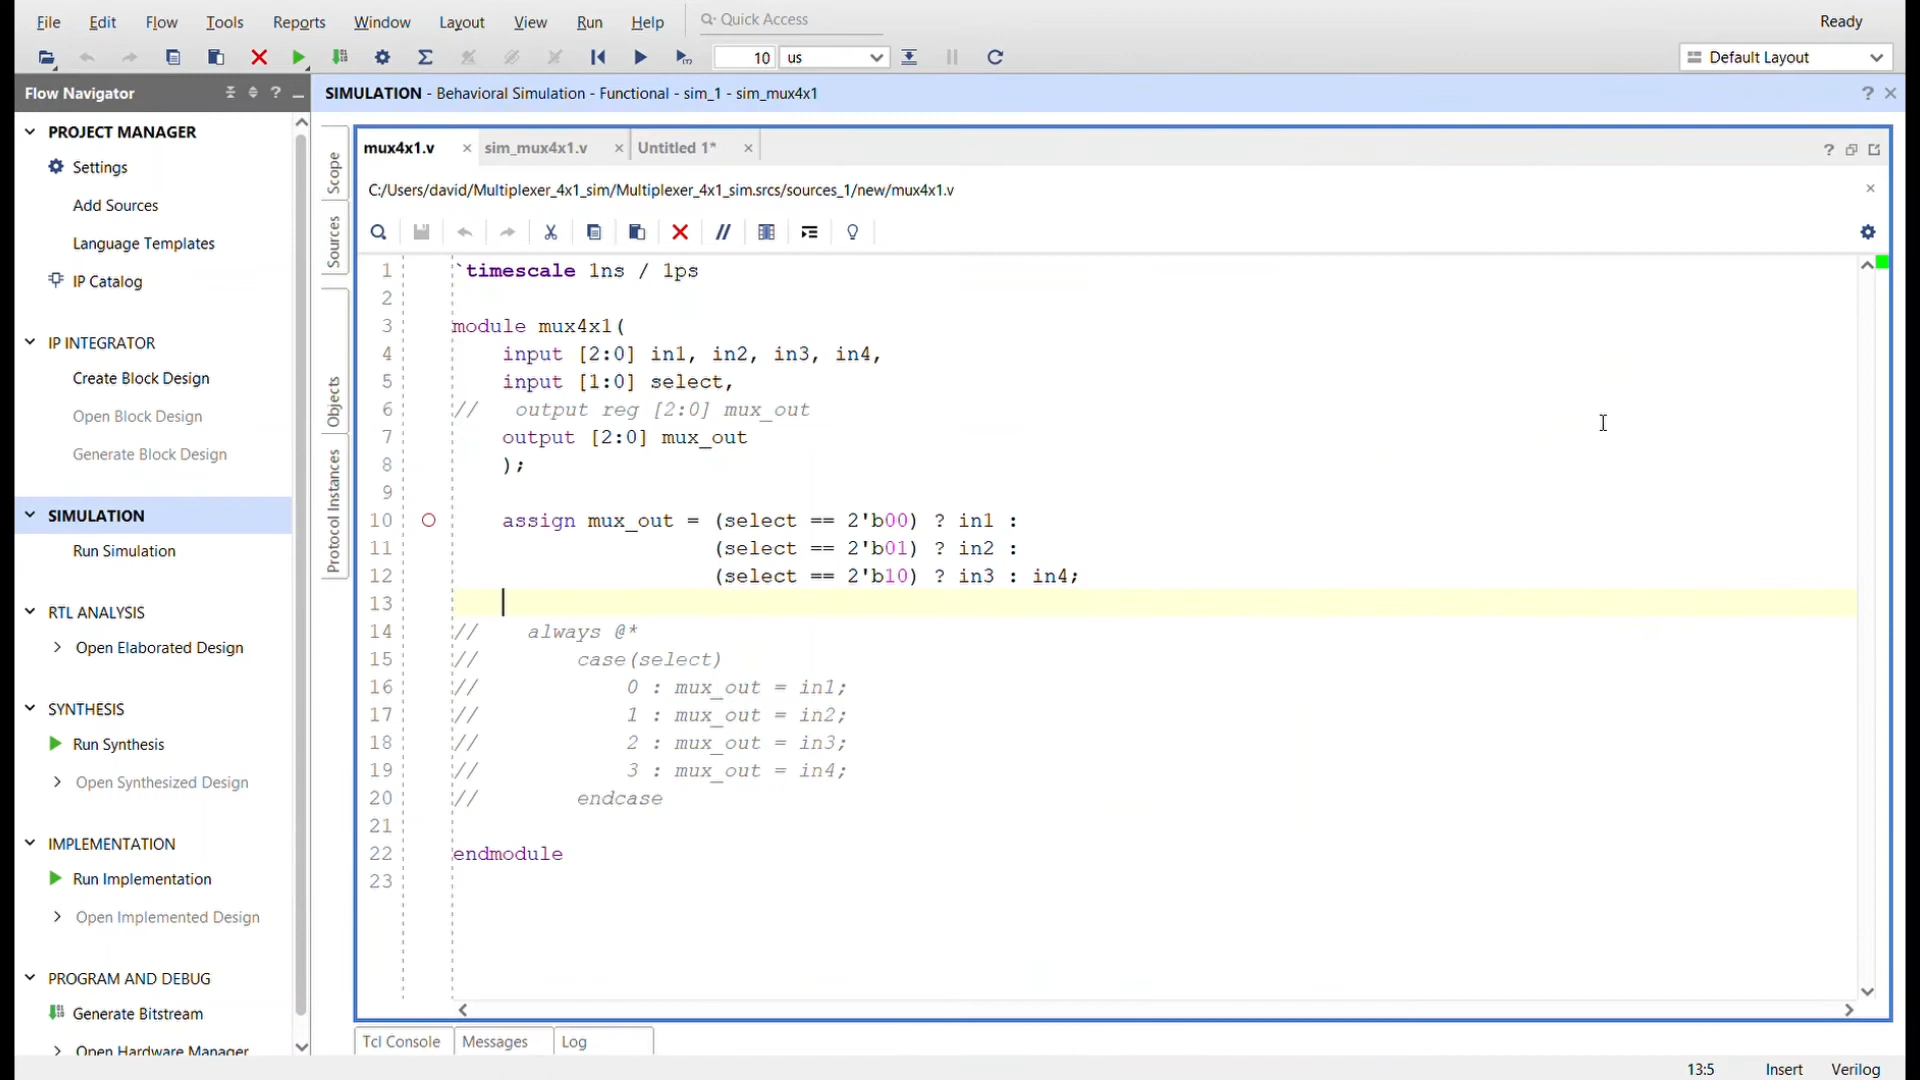 File Edit Flow Tools Reports Window Layout View Run Help Quick Access Ready
10 us Default Layout
Flow Navigator ? SIMULATION - Behavioral Simulation - Functional - sim_1 - sim_mux4x1 ?
PROJECT MANAGER
Settings
Add Sources
Language Templates
IP Catalog
IP INTEGRATOR
Create Block Design
Open Block Design
Generate Block Design
SIMULATION
Run Simulation
RTL ANALYSIS
Open Elaborated Design
SYNTHESIS
Run Synthesis
Open Synthesized Design
IMPLEMENTATION
Run Implementation
Open Implemented Design
PROGRAM AND DEBUG
Generate Bitstream
Open Hardware Manager
Scope
Sources
Objects
Protocol Instances
mux4x1.v sim_mux4x1.v Untitled 1* ?
C:/Users/david/Multiplexer_4x1_sim/Multiplexer_4x1_sim.srcs/sources_1/new/mux4x1.v
//
1 `timescale 1ns / 1ps
2
3 module mux4x1(
4 input [2:0] in1, in2, in3, in4,
5 input [1:0] select,
6 // output reg [2:0] mux_out
7 output [2:0] mux_out
8 );
9
10 assign mux_out = (select == 2'b00) ? in1 :
11 (select == 2'b01) ? in2 :
12 (select == 2'b10) ? in3 : in4;
13
14 // always @*
15 // case(select)
16 // 0 : mux_out = in1;
17 // 1 : mux_out = in2;
18 // 2 : mux_out = in3;
19 // 3 : mux_out = in4;
20 // endcase
21
22 endmodule
23
Tcl Console Messages Log
13:5 Insert Verilog